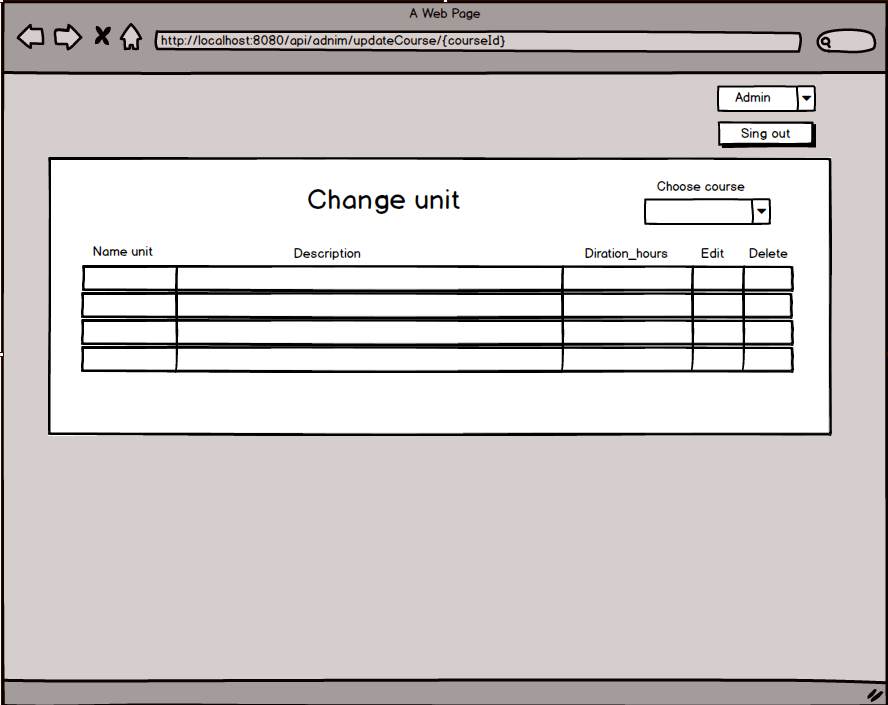 A Web Page
http://localhost:8080/api/adnim/updateCourse/{courseId}
Admin
Sing out
Choose course
Change unit
Name unit Description Diration_hours Edit Delete